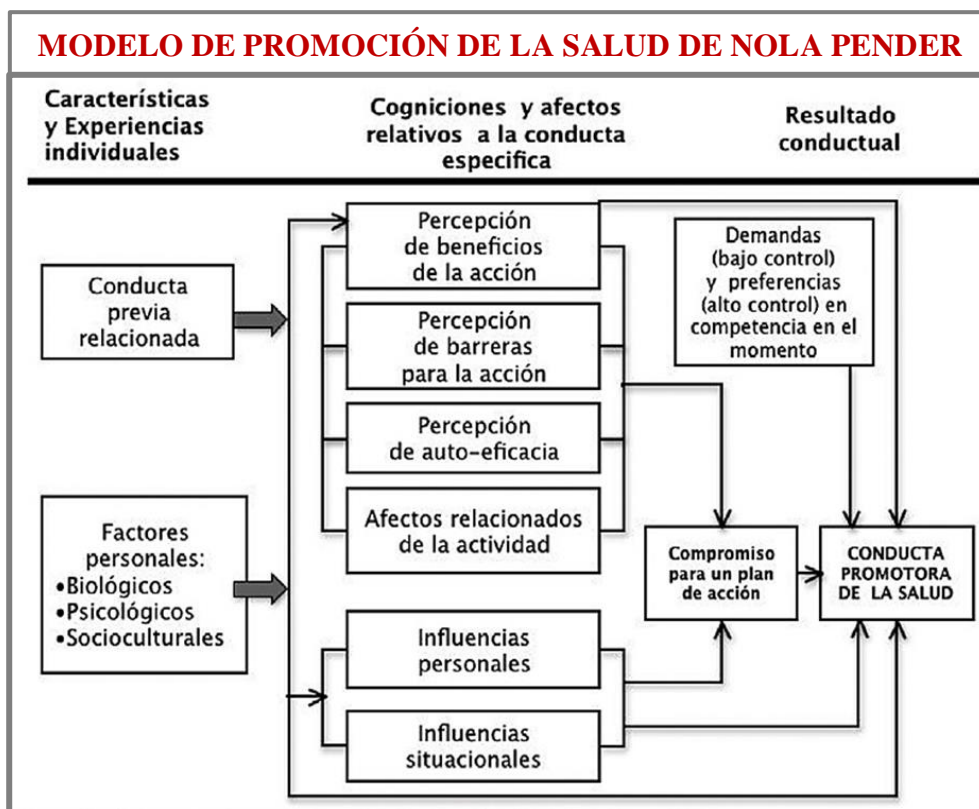 MODELO DE PROMOCIÓN DE LA SALUD DE NOLA PENDER
Características
y Experiencias
individuales
Cogniciones y afectos
relativos a la conducta
especifica
Resultado
conductual
Conducta
previa
relacionada
Factores
personales:
•Biológicos
•Psicológicos
•Socioculturales
Percepción
de beneficios
de la acción
Percepción
de barreras
para la acción
Percepción
de auto-eficacia
Afectos relacionados
de la actividad
Influencias
personales
Influencias
situacionales
Demandas
(bajo control)
y preferencias
(alto control) en
competencia en el
momento
Compromiso
para un plan
de acción
CONDUCTA
PROMOTORA
DE LA SALUD